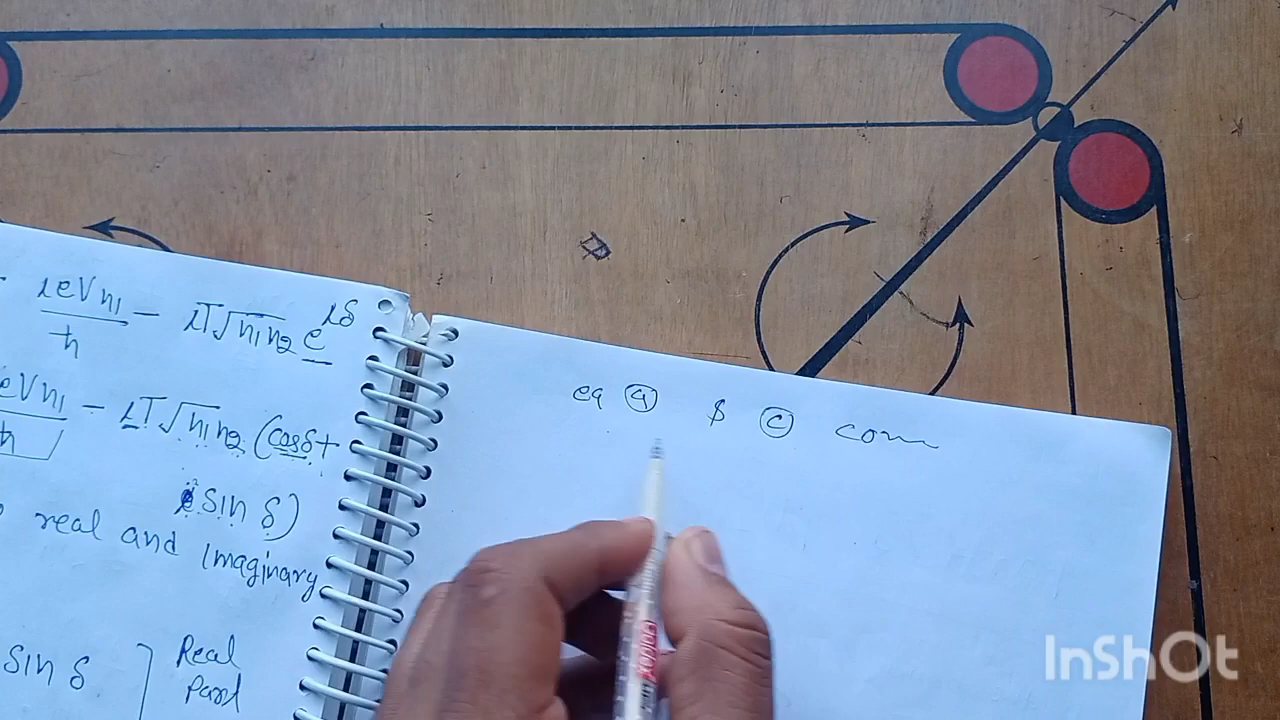 ieVn1/ħ − iT√n1n2 e^iδ
eVn1/ħ − iT√n1n2 (cosδ+
i sin δ)
real and Imaginary
sin δ ] Real
Part
eq (a) $ (c) com
InShOt